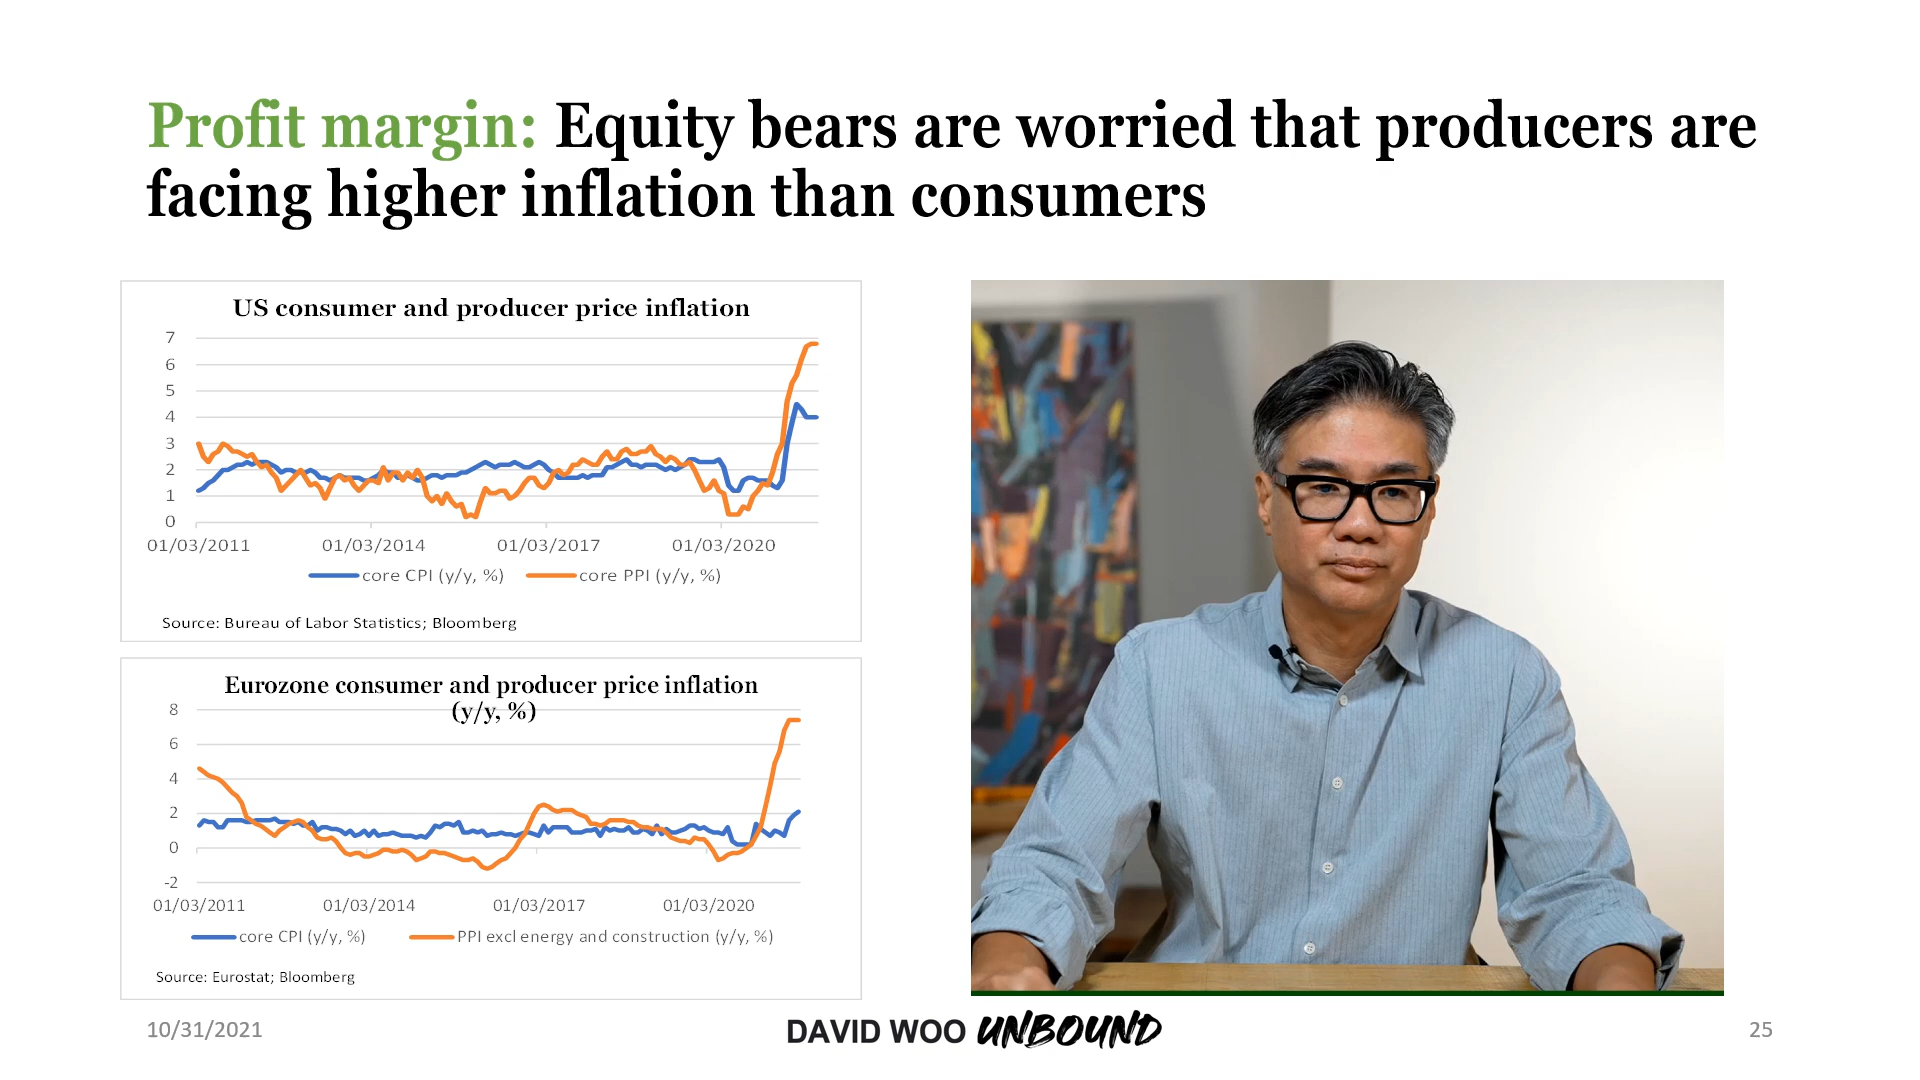 Profit margin: Equity bears are worried that producers are
facing higher inflation than consumers
US consumer and producer price inflation
7
6
5
4
3
2
1
0
01/03/2011 01/03/2014 01/03/2017 01/03/2020
core CPI (y/y, %) core PPI (y/y, %)
Source: Bureau of Labor Statistics; Bloomberg
Eurozone consumer and producer price inflation
(y/y, %)
8
6
4
2
0
-2
01/03/2011 01/03/2014 01/03/2017 01/03/2020
core CPI (y/y, %) PPI excl energy and construction (y/y, %)
Source: Eurostat; Bloomberg
10/31/2021 DAVID WOO UNBOUND 25